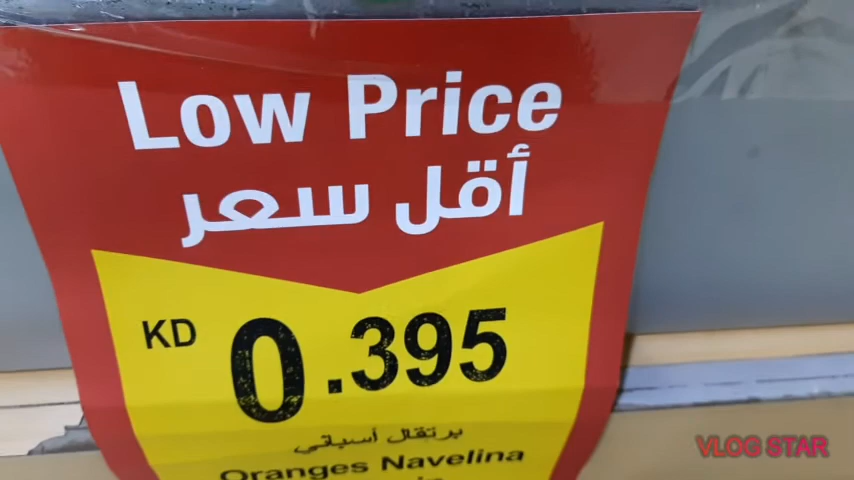 Low Price
أقل سعر
KD 0.395
برتقال أسباني
Oranges Navelina
VLOG STAR